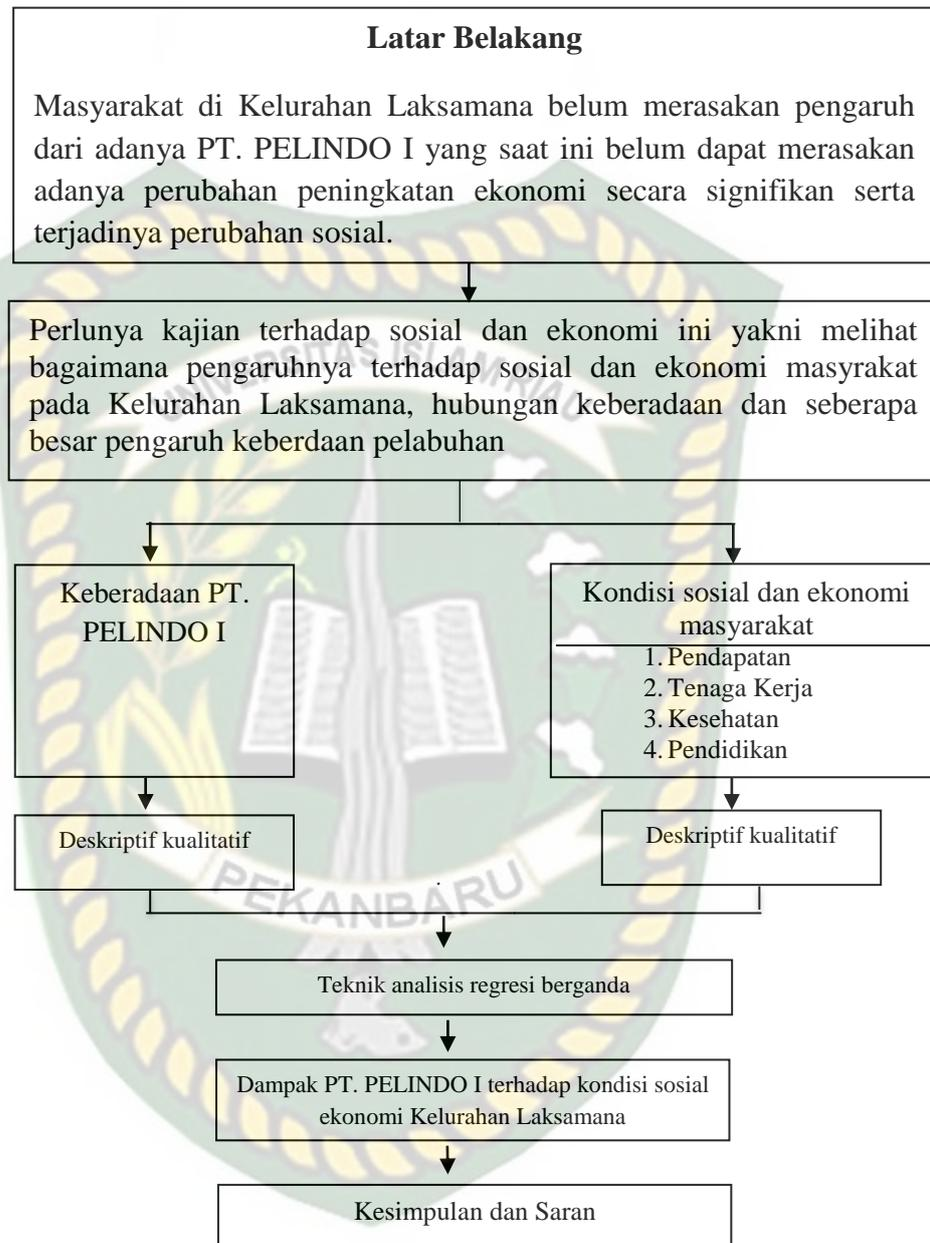 Latar Belakang
Masyarakat di Kelurahan Laksamana belum merasakan pengaruh
dari adanya PT. PELINDO I yang saat ini belum dapat merasakan
adanya perubahan peningkatan ekonomi secara signifikan serta
terjadinya perubahan sosial.
Perlunya kajian terhadap sosial dan ekonomi ini yakni melihat
bagaimana pengaruhnya terhadap sosial dan ekonomi masyrakat
pada Kelurahan Laksamana, hubungan keberadaan dan seberapa
besar pengaruh keberdaan pelabuhan
UNIVERSITAS ISLAM RIAU
Keberadaan PT.
PELINDO I
Kondisi sosial dan ekonomi
masyarakat
1. Pendapatan
2. Tenaga Kerja
3. Kesehatan
4. Pendidikan
Deskriptif kualitatif
Deskriptif kualitatif
PEKANBARU
.
Teknik analisis regresi berganda
Dampak PT. PELINDO I terhadap kondisi sosial
ekonomi Kelurahan Laksamana
Kesimpulan dan Saran